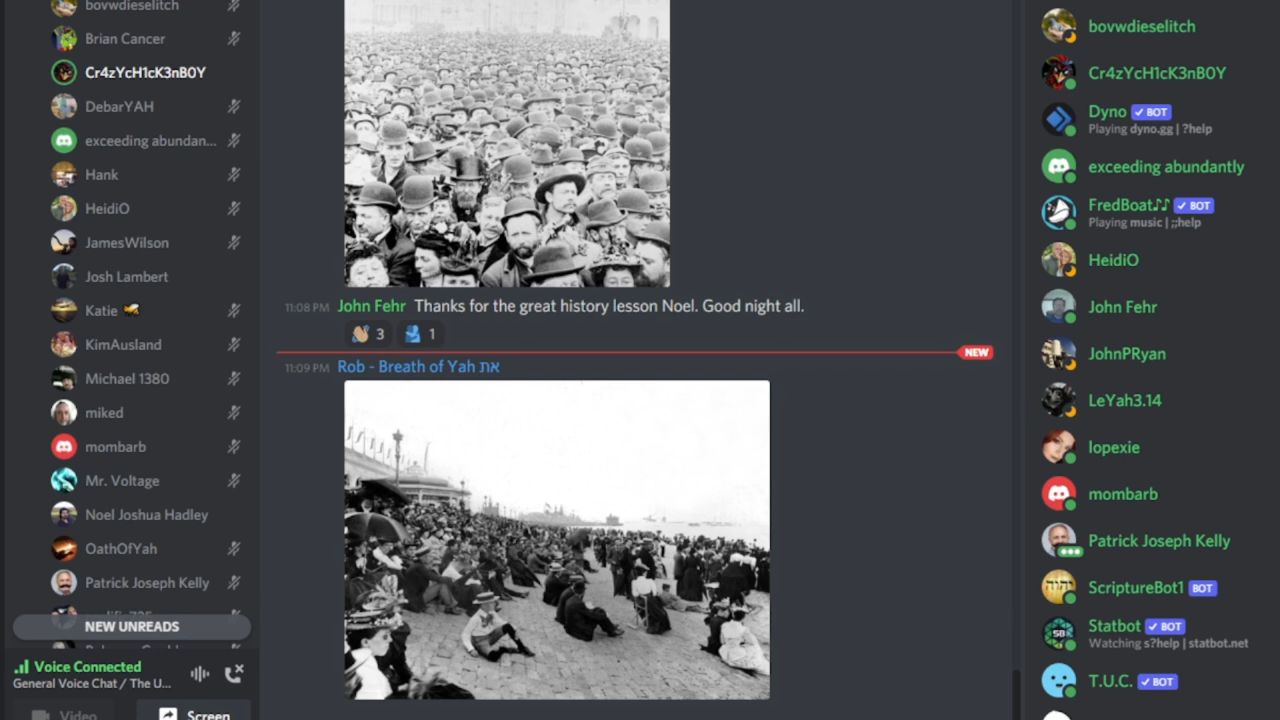 bovwdieselitch
Brian Cancer
Cr4zYcH1cK3nB0Y
DebarYAH
exceeding abundan...
Hank
HeidiO
JamesWilson
Josh Lambert
Katie
KimAusland
Michael 1380
miked
mombarb
Mr. Voltage
Noel Joshua Hadley
OathOfYah
Patrick Joseph Kelly
NEW UNREADS
Voice Connected
General Voice Chat / The U...
Video
Screen
11:08 PM John Fehr Thanks for the great history lesson Noel. Good night all.
3 1
NEW
11:09 PM Rob - Breath of Yah את
bovwdieselitch
Cr4zYcH1cK3nB0Y
Dyno ✓ BOT
Playing dyno.gg | ?help
exceeding abundantly
FredBoat♪♪ ✓ BOT
Playing music | ;;help
HeidiO
John Fehr
JohnPRyan
LeYah3.14
lopexie
mombarb
Patrick Joseph Kelly
ScriptureBot1 BOT
Statbot ✓ BOT
Watching s?help | statbot.net
T.U.C. ✓ BOT